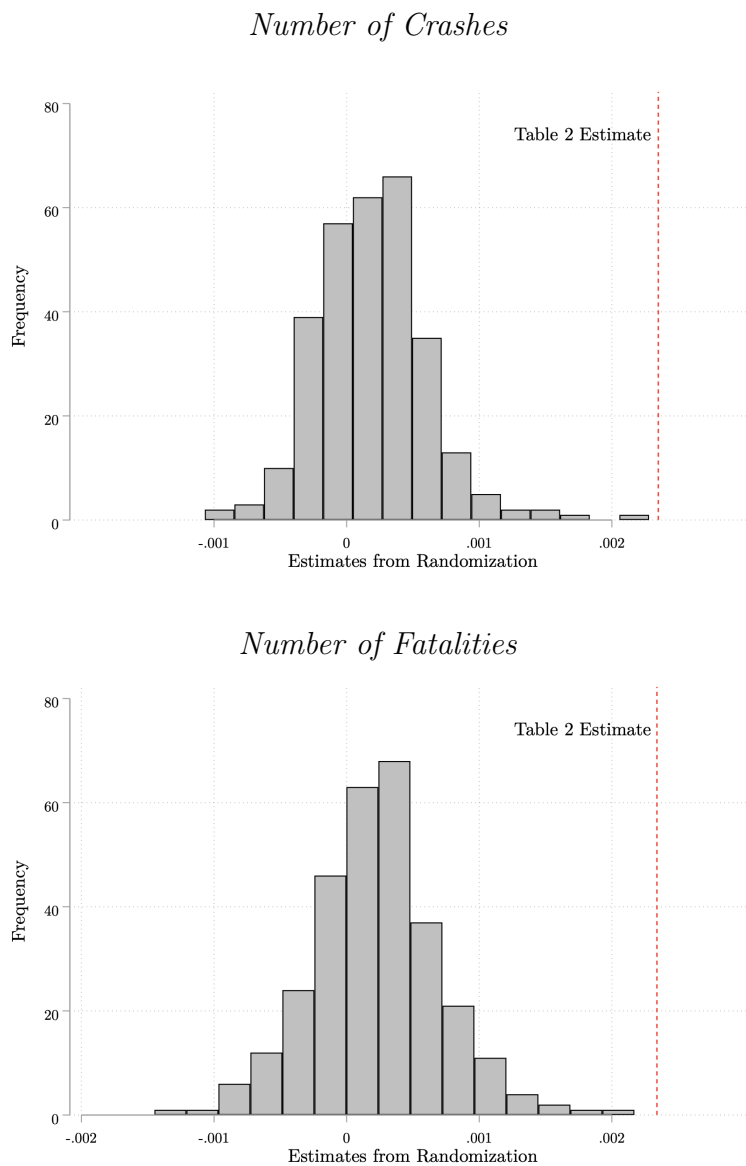 Number of Crashes
80
60
40
20
0
Frequency
Table 2 Estimate
-.001 0 .001 .002
Estimates from Randomization
Number of Fatalities
80
60
40
20
0
Frequency
Table 2 Estimate
-.002 -.001 0 .001 .002
Estimates from Randomization